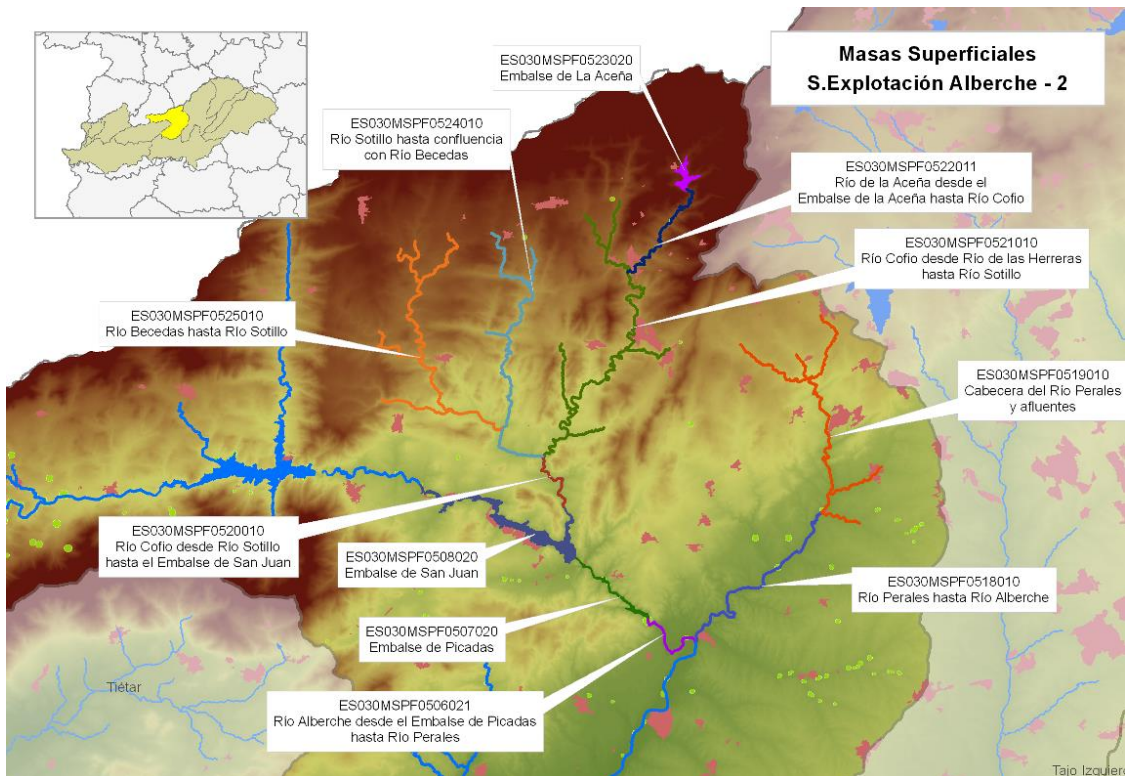 Masas Superficiales
S.Explotación Alberche - 2
ES030MSPF0523020
Embalse de La Aceña
ES030MSPF0524010
Río Sotillo hasta confluencia
con Río Becedas
ES030MSPF0522011
Río de la Aceña desde el
Embalse de la Aceña hasta Río Cofio
ES030MSPF0521010
Río Cofio desde Río de las Herreras
hasta Río Sotillo
ES030MSPF0525010
Río Becedas hasta Río Sotillo
ES030MSPF0519010
Cabecera del Río Perales
y afluentes
ES030MSPF0520010
Río Cofio desde Río Sotillo
hasta el Embalse de San Juan
ES030MSPF0508020
Embalse de San Juan
ES030MSPF0518010
Río Perales hasta Río Alberche
ES030MSPF0507020
Embalse de Picadas
ES030MSPF0506021
Río Alberche desde el Embalse de Picadas
hasta Río Perales
Tiétar
Tajo Izquier